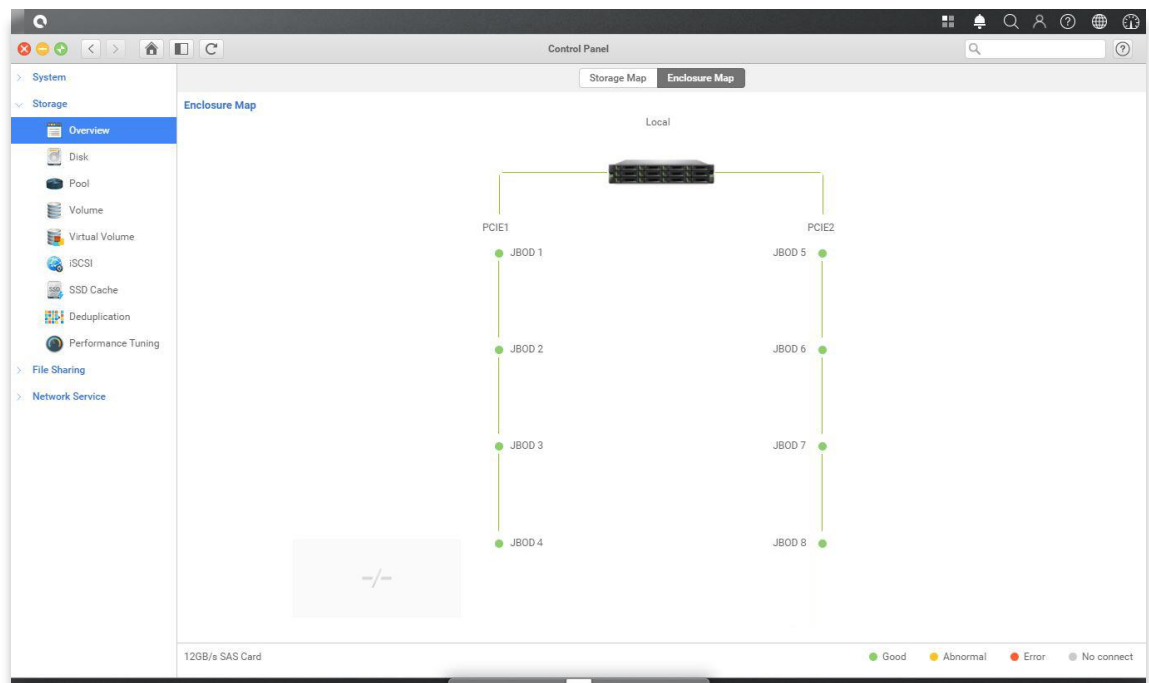 Control Panel
System
Storage
Overview
Disk
Pool
Volume
Virtual Volume
iSCSI
SSD Cache
Deduplication
Performance Tuning
File Sharing
Network Service
Storage Map Enclosure Map
Enclosure Map
Local
PCIE1 PCIE2
JBOD 1 JBOD 5
JBOD 2 JBOD 6
JBOD 3 JBOD 7
JBOD 4 JBOD 8
-/-
12GB/s SAS Card Good Abnormal Error No connect